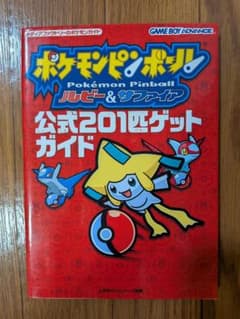 メディアファクトリーのポケモンガイド
GAME BOY ADVANCE
ポケモンピンボール
Pokémon Pinball
ルビー&サファイア
公式201匹ゲット
ガイド